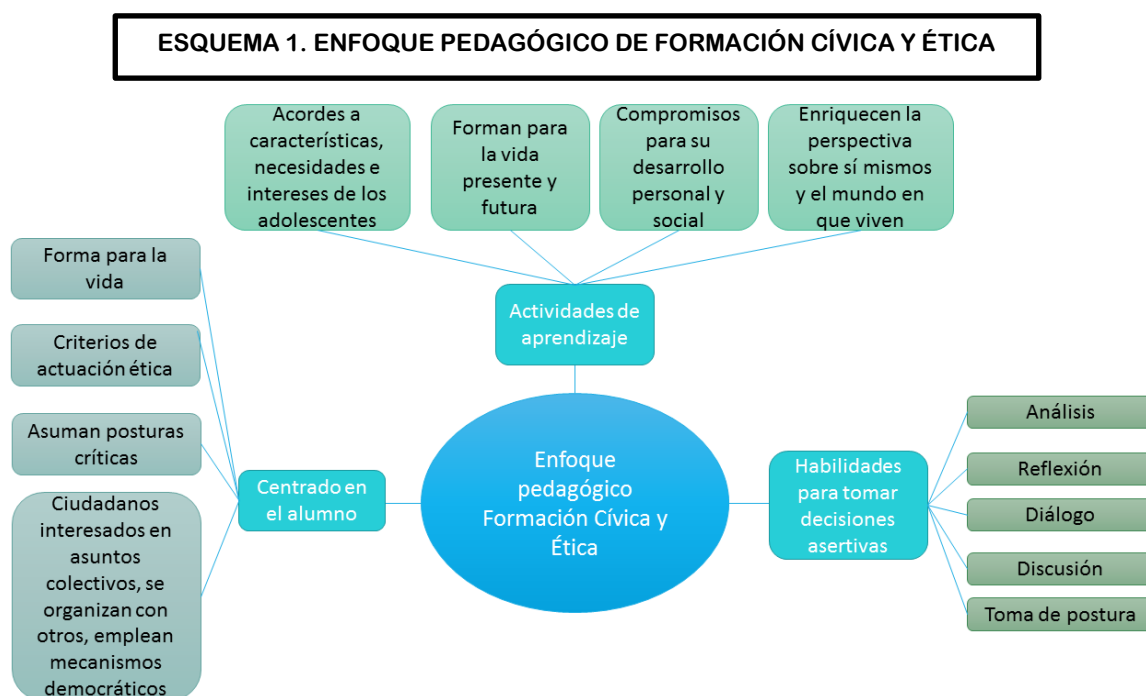 ESQUEMA 1. ENFOQUE PEDAGÓGICO DE FORMACIÓN CÍVICA Y ÉTICA
Acordes a
características,
necesidades e
intereses de los
adolescentes
Forman para
la vida
presente y
futura
Compromisos
para su
desarrollo
personal y
social
Enriquecen la
perspectiva
sobre sí mismos
y el mundo en
que viven
Actividades de
aprendizaje
Forma para la
vida
Criterios de
actuación ética
Asuman posturas
críticas
Ciudadanos
interesados en
asuntos
colectivos, se
organizan con
otros, emplean
mecanismos
democráticos
Centrado en
el alumno
Enfoque
pedagógico
Formación Cívica y
Ética
Habilidades
para tomar
decisiones
asertivas
Análisis
Reflexión
Diálogo
Discusión
Toma de postura